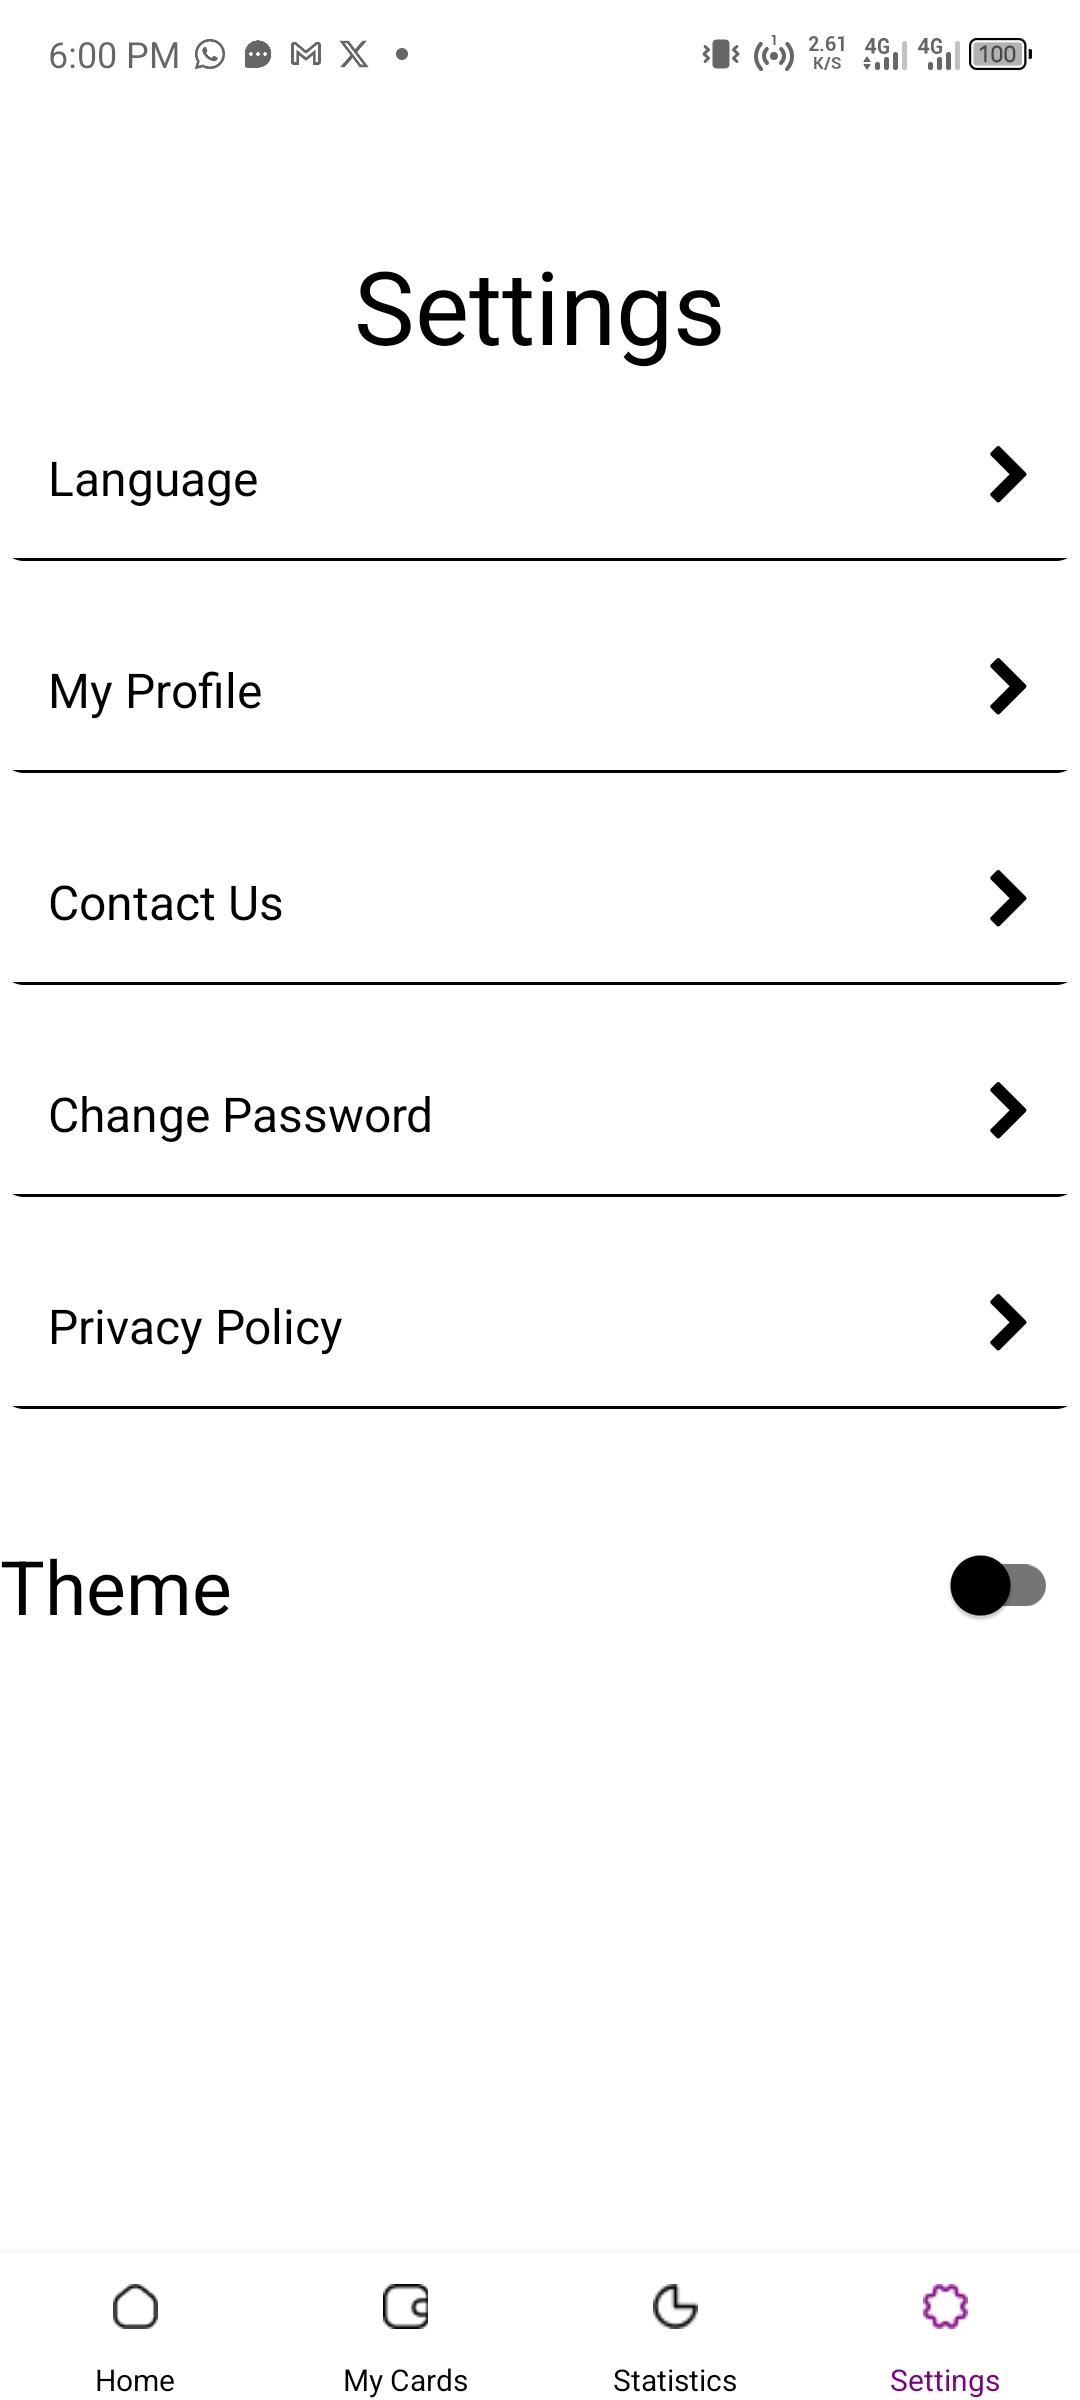 6:00 PM
1 2.61 K/S 4G 4G 100
Settings
Language
My Profile
Contact Us
Change Password
Privacy Policy
Theme
Home My Cards Statistics Settings